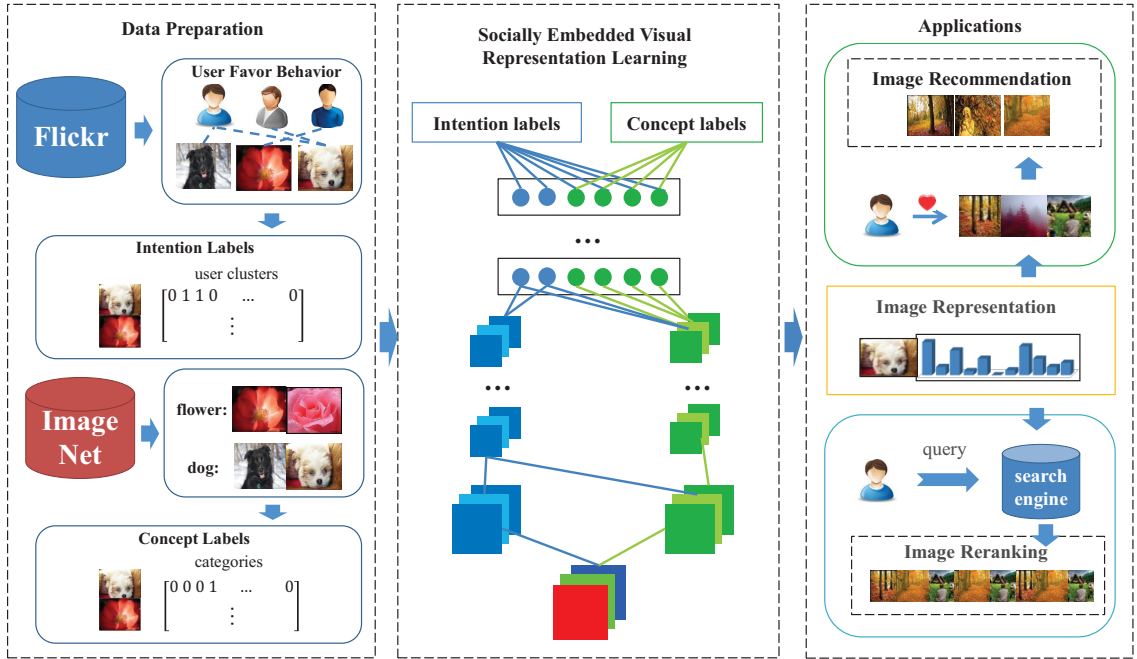 Data Preparation
Flickr
User Favor Behavior
Intention Labels
user clusters
0 1 1 0 ... 0
⋮
Image
Net
flower:
dog:
Concept Labels
categories
0 0 0 1 ... 0
⋮
Socially Embedded Visual
Representation Learning
Intention labels
Concept labels
...
...
...
Applications
Image Recommendation
Image Representation
query
search
engine
Image Reranking